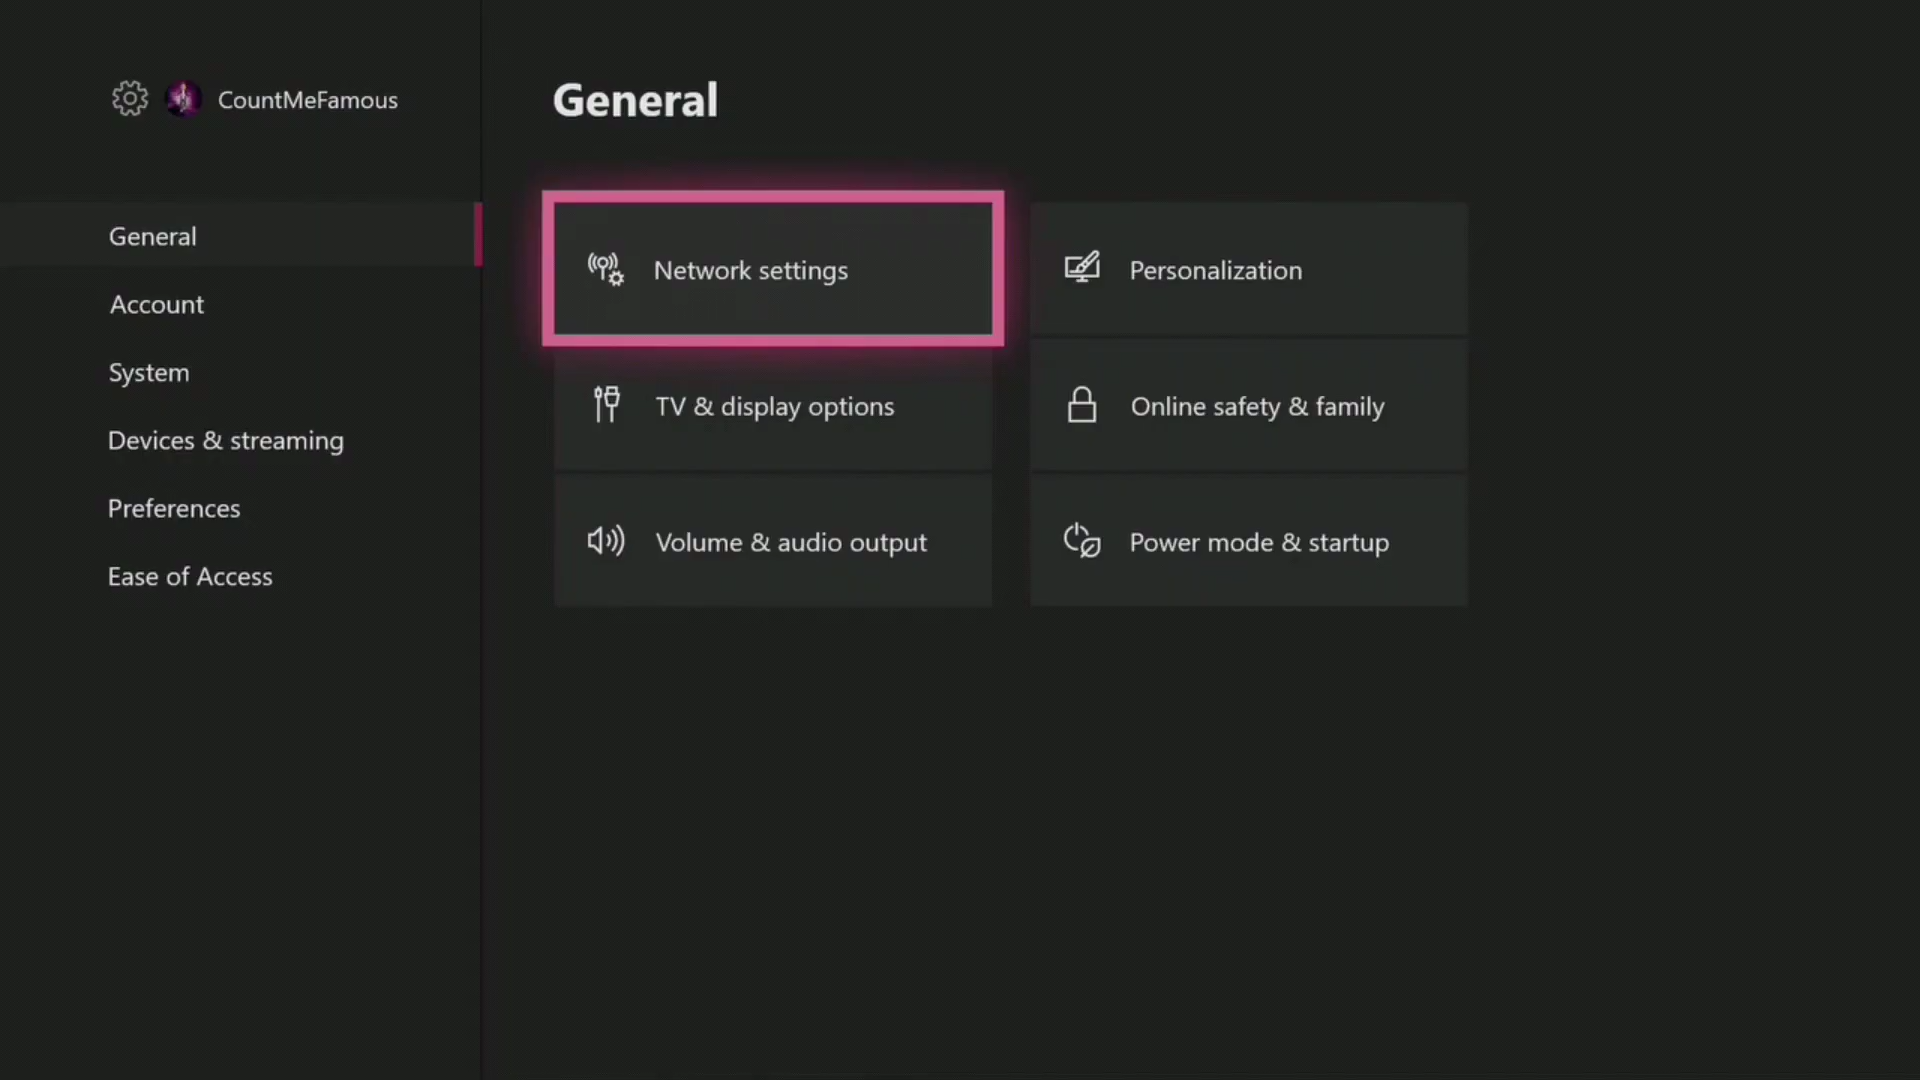 CountMeFamous
General
Account
System
Devices & streaming
Preferences
Ease of Access
General
Network settings
Personalization
TV & display options
Online safety & family
Volume & audio output
Power mode & startup